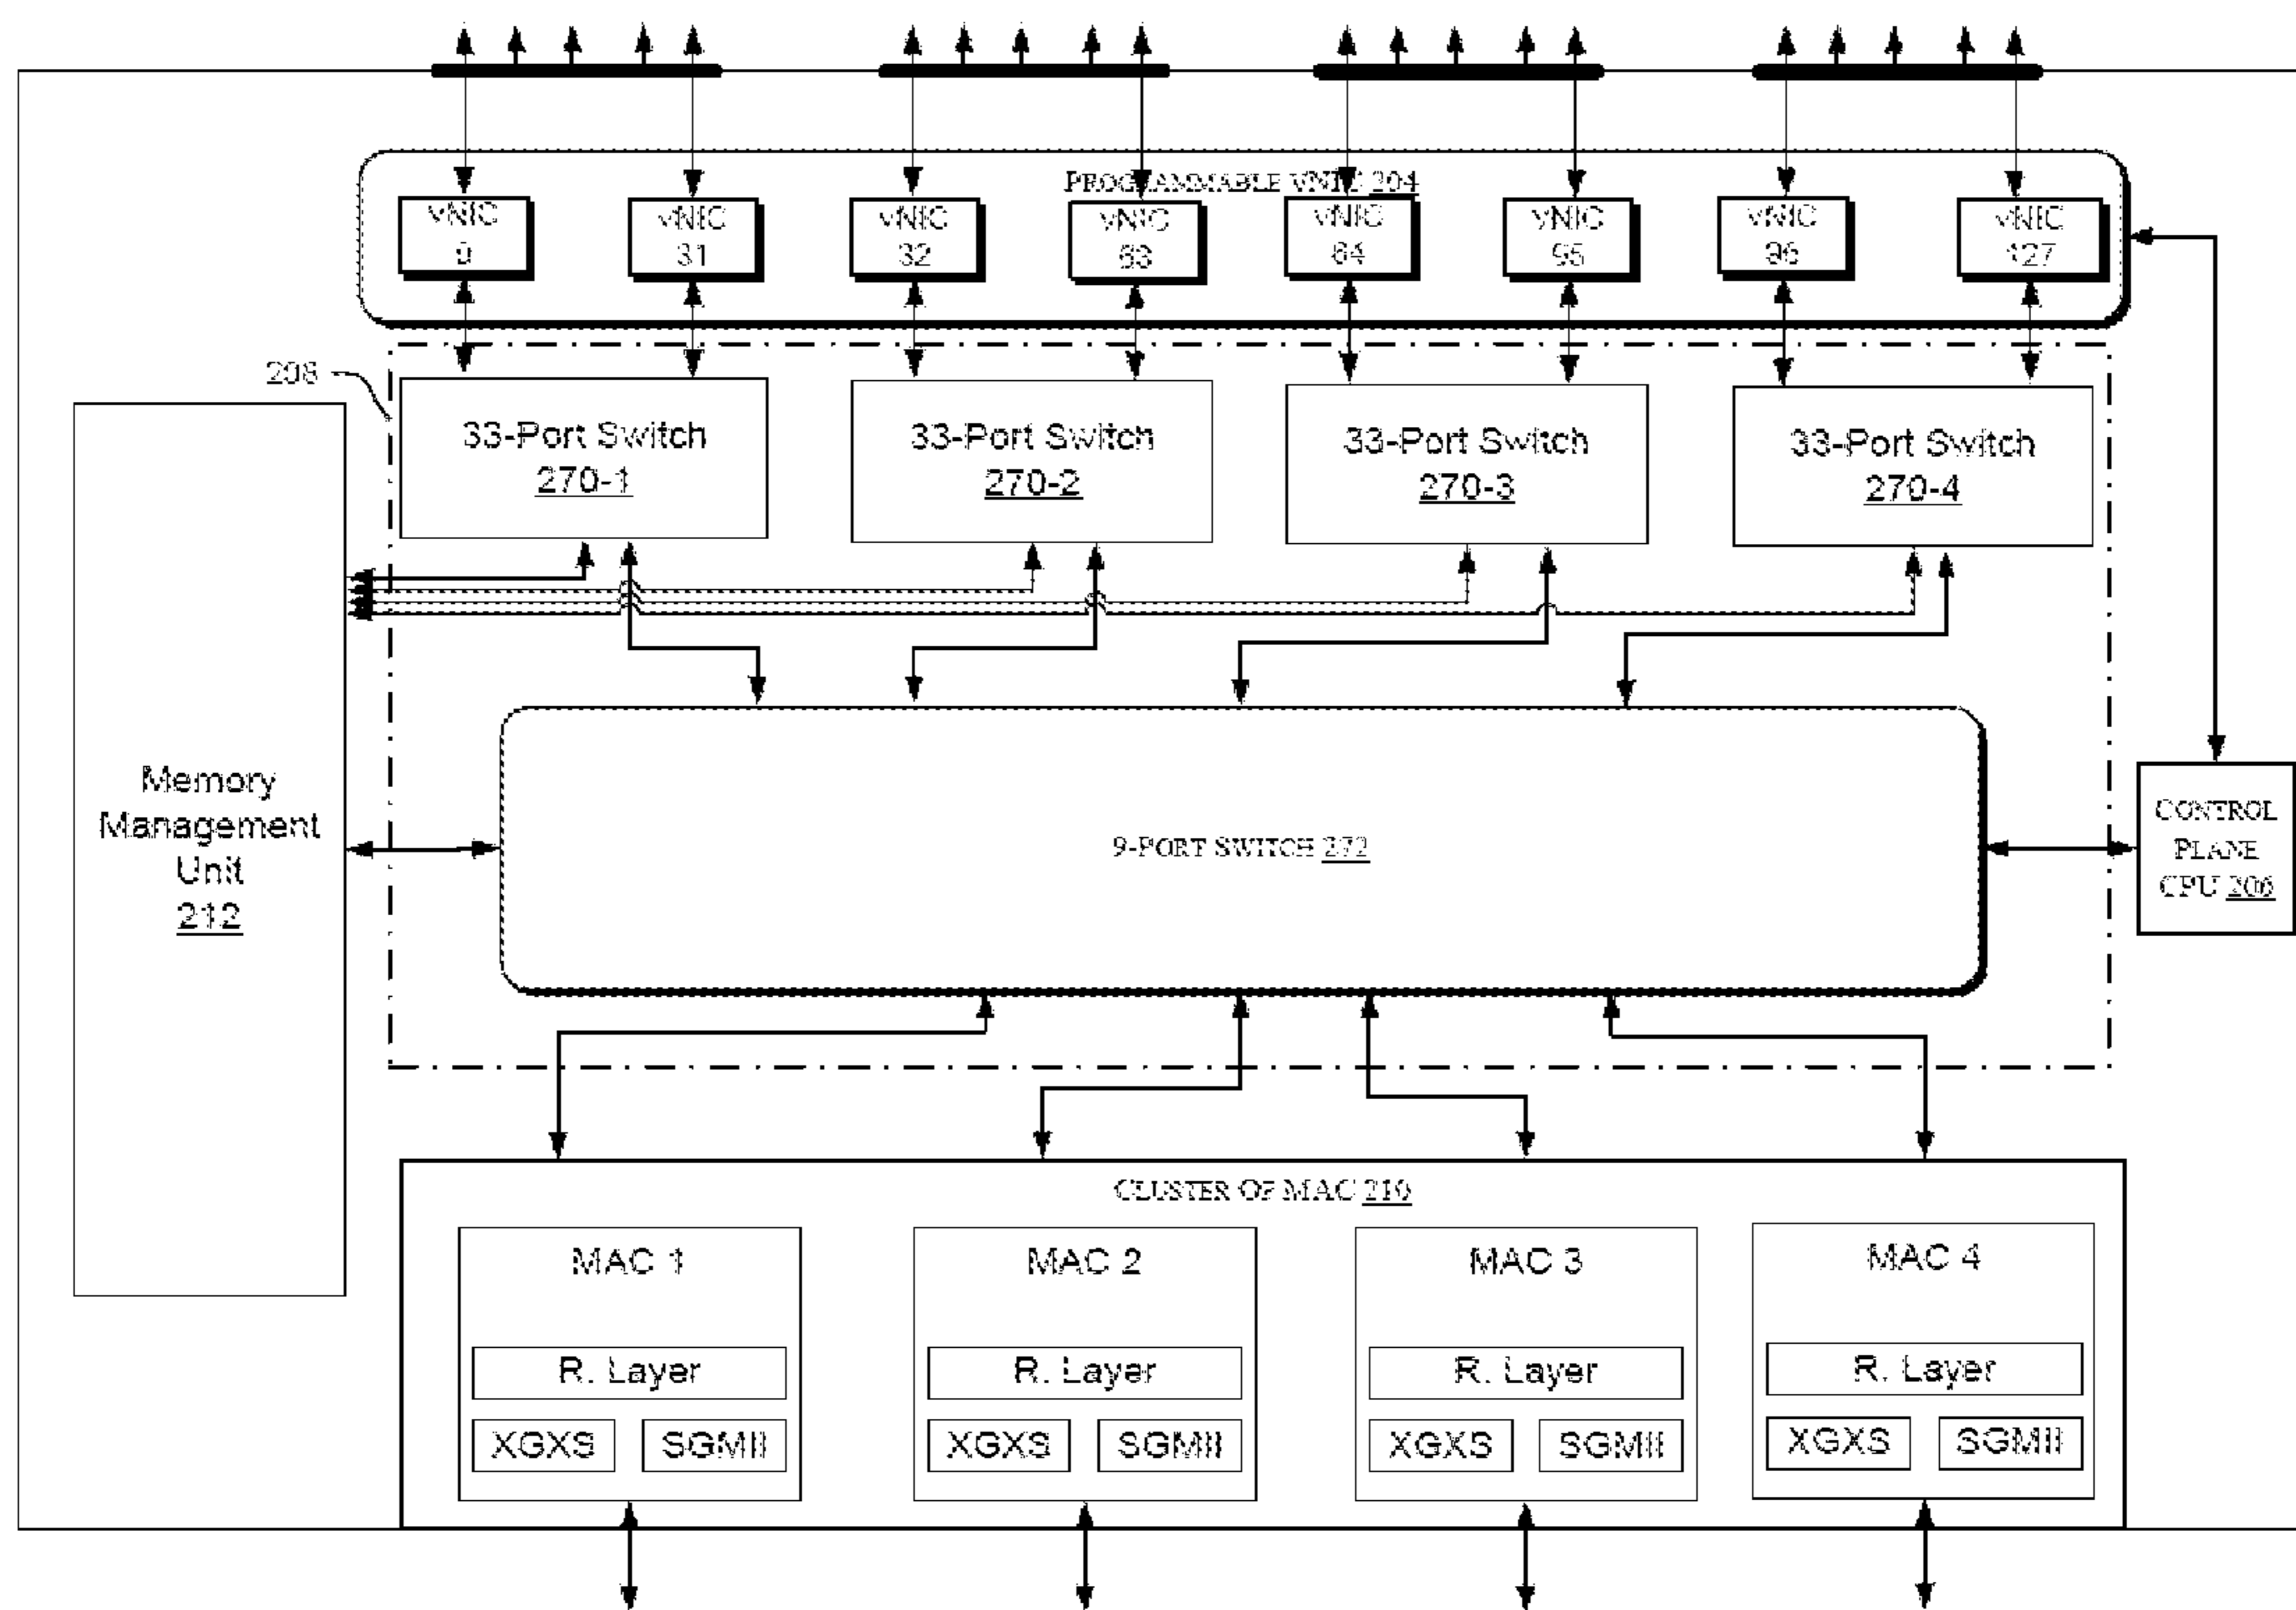 PROGRAMMABLE VNIC 204
vNIC
0
vNIC
31
vNIC
32
vNIC
63
vNIC
64
vNIC
95
vNIC
96
vNIC
127
208
33-Port Switch
270-1
33-Port Switch
270-2
33-Port Switch
270-3
33-Port Switch
270-4
Memory
Management
Unit
212
9-PORT SWITCH 272
CONTROL
PLANE
CPU 206
CLUSTER OF MAC 210
MAC 1
R. Layer
XGXS
SGMII
MAC 2
R. Layer
XGXS
SGMII
MAC 3
R. Layer
XGXS
SGMII
MAC 4
R. Layer
XGXS
SGMII